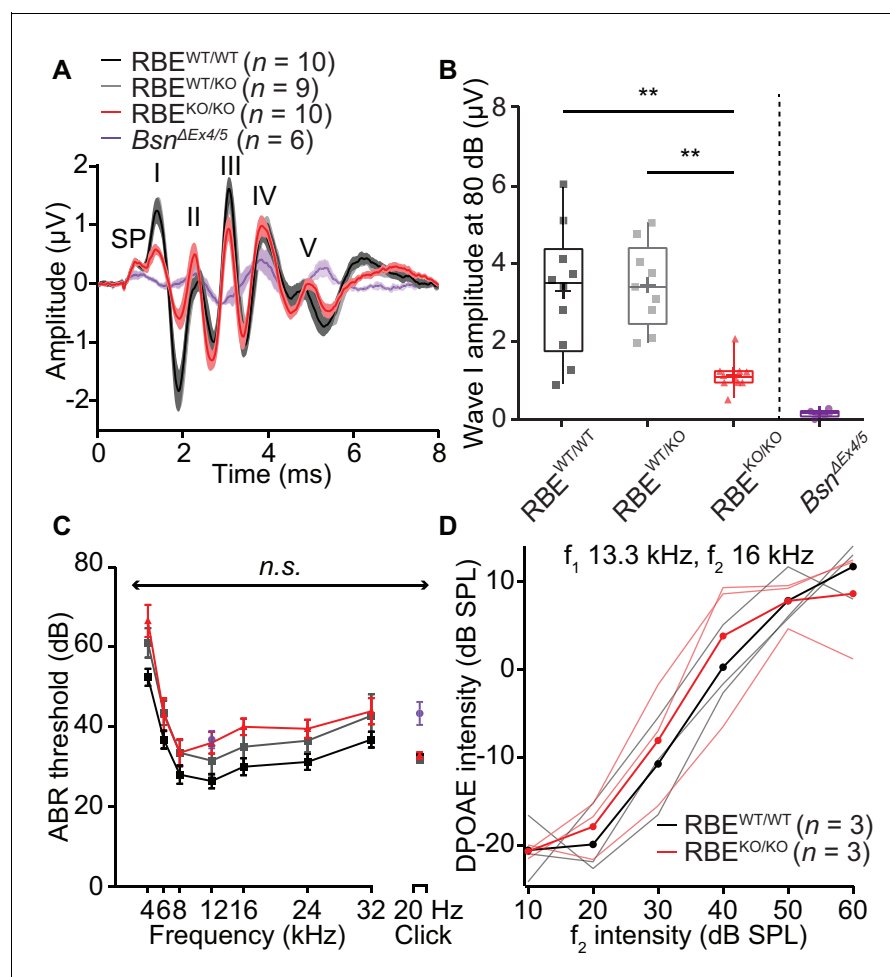 A
RBE^WT/WT (n = 10)
RBE^WT/KO (n = 9)
RBE^KO/KO (n = 10)
Bsn^ΔEx4/5 (n = 6)
SP I II III IV V
Amplitude (µV)
2
1
0
-1
-2
0 2 4 6 8
Time (ms)
B
** 
**
Wave I amplitude at 80 dB (µV)
8
6
4
2
0
RBE^WT/WT
RBE^WT/KO
RBE^KO/KO
Bsn^ΔEx4/5
C
n.s.
ABR threshold (dB)
80
60
40
20
0
4 6 8 12 16 24 32 20 Hz
Frequency (kHz) Click
D
f₁ 13.3 kHz, f₂ 16 kHz
DPOAE intensity (dB SPL)
10
0
-10
-20
RBE^WT/WT (n = 3)
RBE^KO/KO (n = 3)
10 20 30 40 50 60
f₂ intensity (dB SPL)